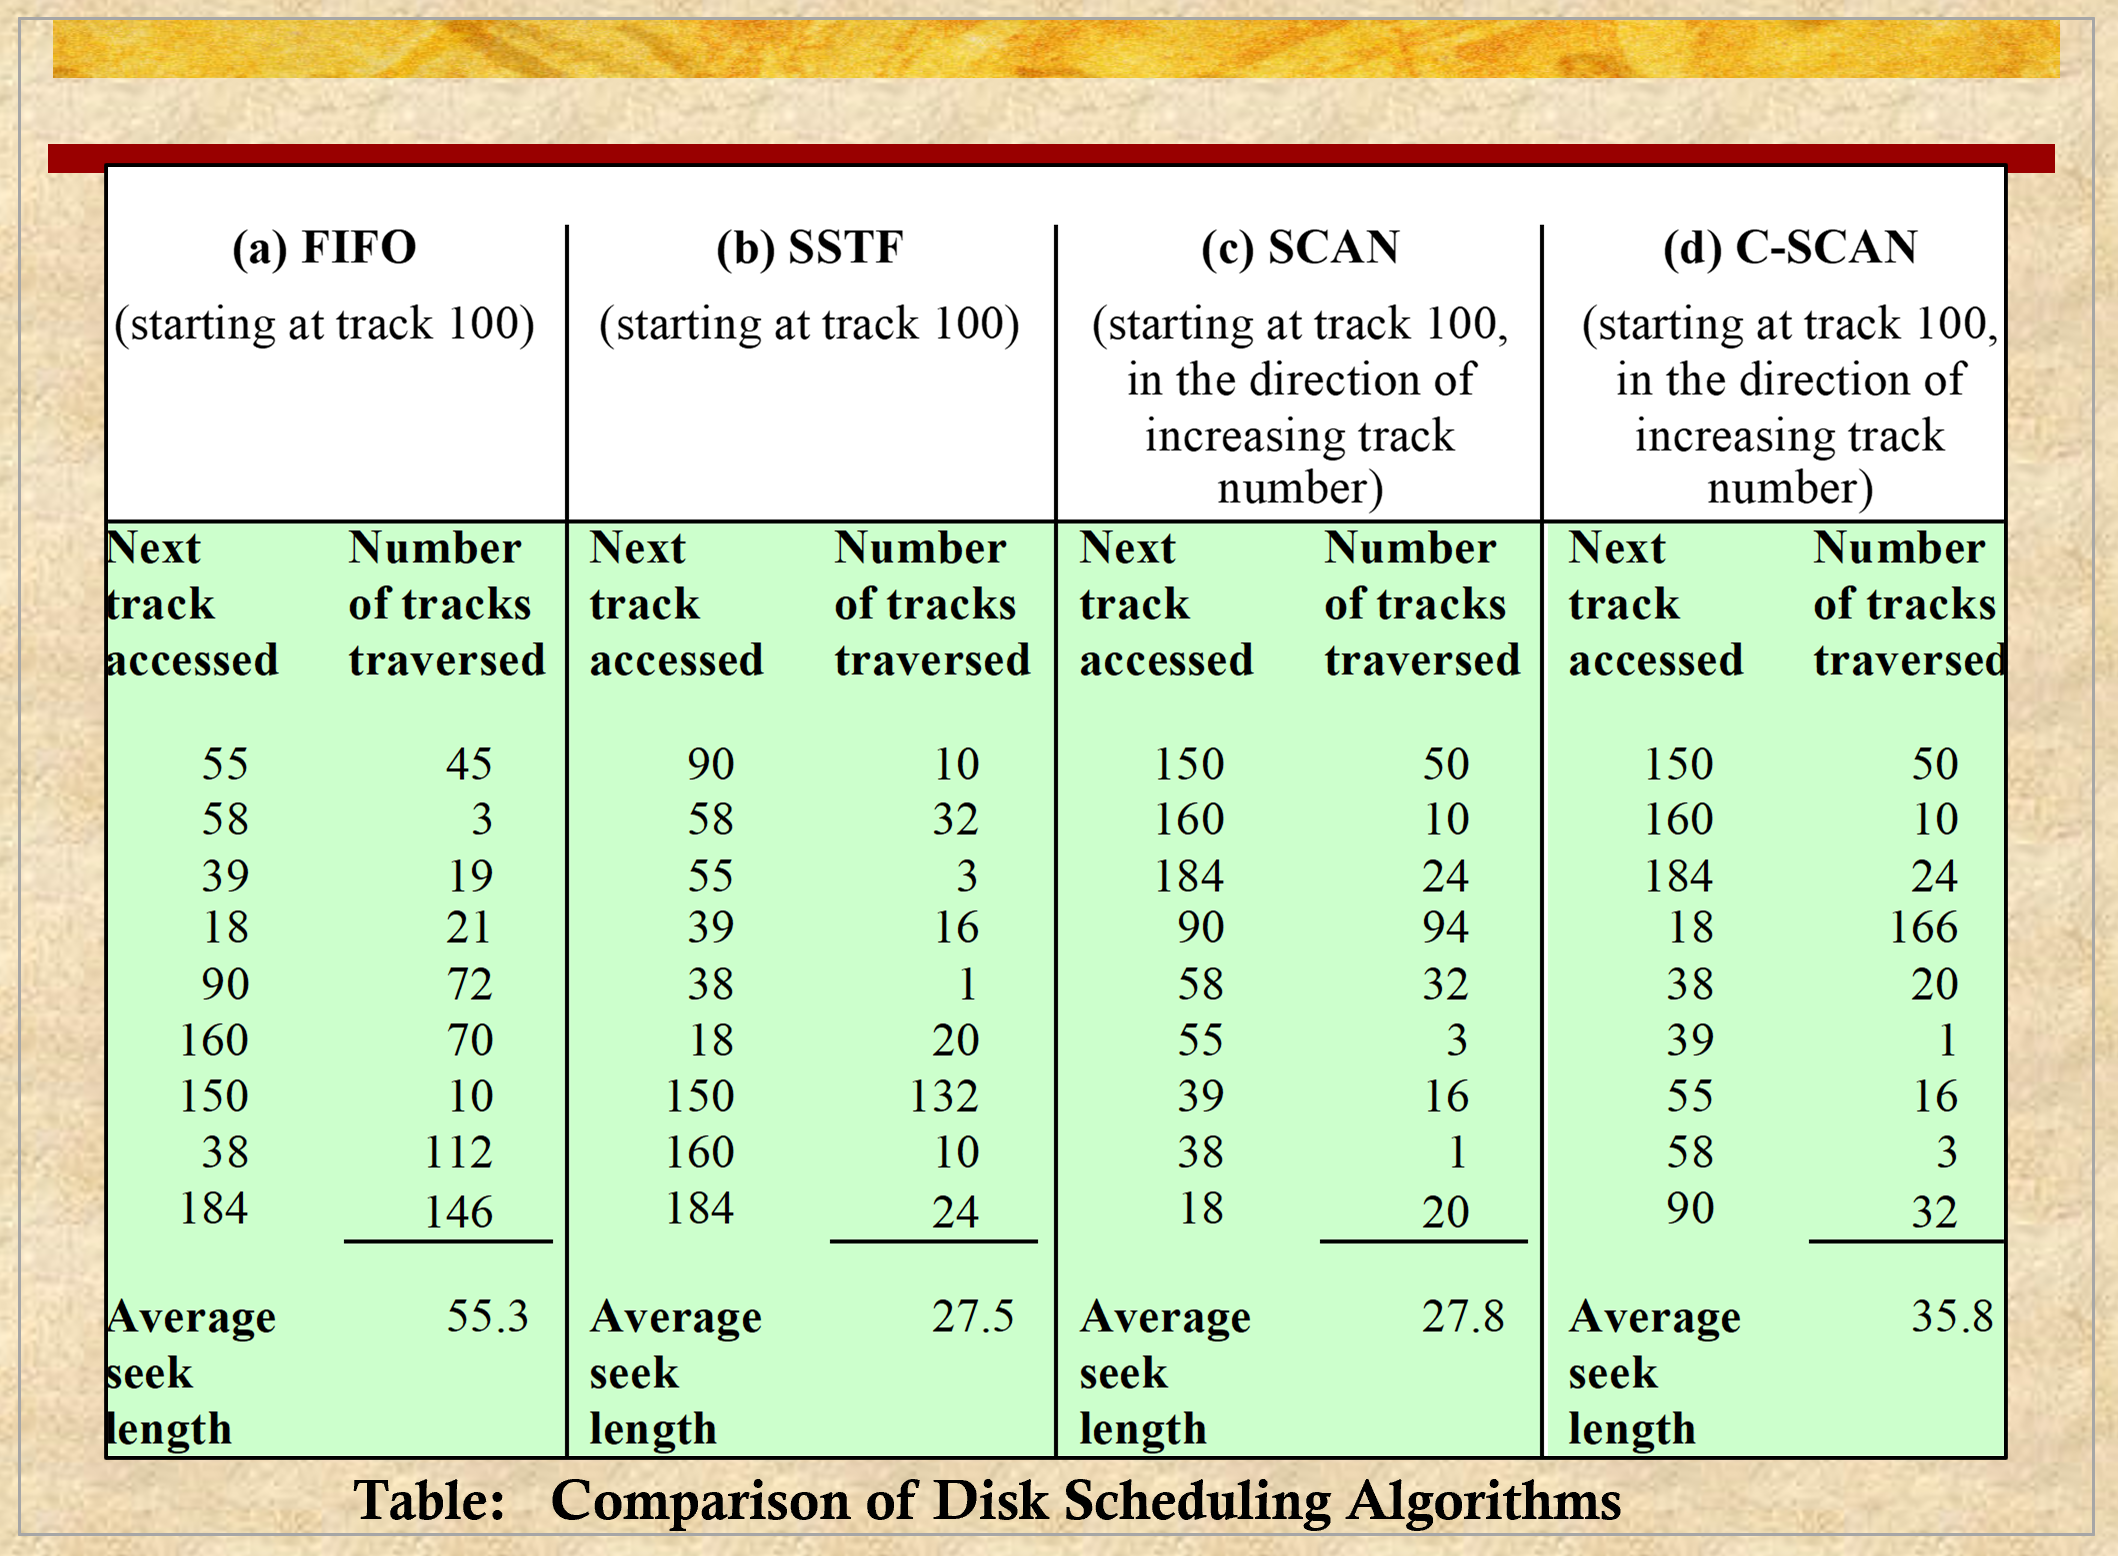 (a) FIFO (b) SSTF (c) SCAN (d) C-SCAN
(starting at track 100) (starting at track 100) (starting at track 100, (starting at track 100,
in the direction of in the direction of
increasing track increasing track
number) number)
Next Number Next Number Next Number Next Number
track of tracks track of tracks track of tracks track of tracks
accessed traversed accessed traversed accessed traversed accessed traversed
55 45 90 10 150 50 150 50
58 3 58 32 160 10 160 10
39 19 55 3 184 24 184 24
18 21 39 16 90 94 18 166
90 72 38 1 58 32 38 20
160 70 18 20 55 3 39 1
150 10 150 132 39 16 55 16
38 112 160 10 38 1 58 3
184 146 184 24 18 20 90 32
Average 55.3 Average 27.5 Average 27.8 Average 35.8
seek seek seek seek
length length length length
Table: Comparison of Disk Scheduling Algorithms